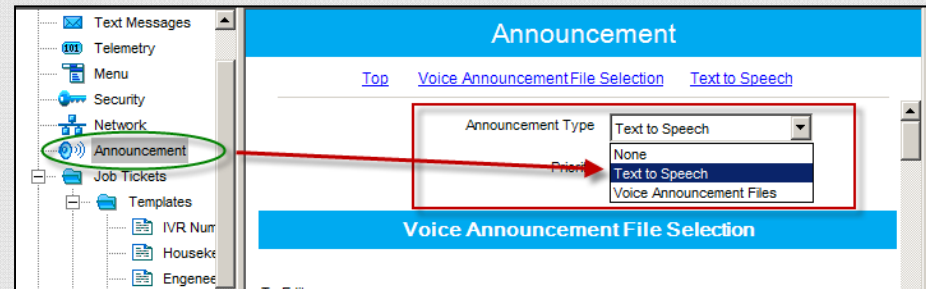 Text Messages
101 Telemetry
Menu
Security
Network
Announcement
Job Tickets
Templates
IVR Num
Houseke
Engenee
Announcement
Top Voice Announcement File Selection Text to Speech
Announcement Type Text to Speech
None
Text to Speech
Voice Announcement Files
Voice Announcement File Selection